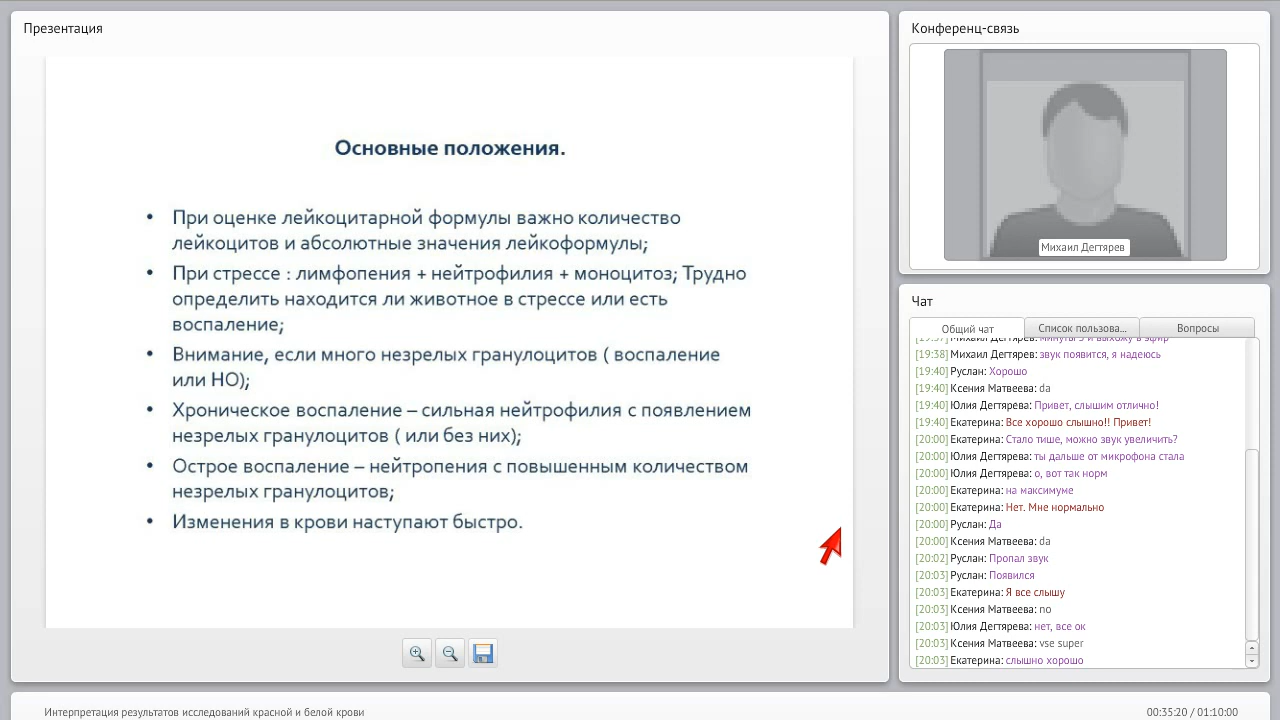 Презентация
Основные положения.
• При оценке лейкоцитарной формулы важно количество
лейкоцитов и абсолютные значения лейкоформулы;
• При стрессе : лимфопения + нейтрофилия + моноцитоз; Трудно
определить находится ли животное в стрессе или есть
воспаление;
• Внимание, если много незрелых гранулоцитов ( воспаление
или НО);
• Хроническое воспаление – сильная нейтрофилия с появлением
незрелых гранулоцитов ( или без них);
• Острое воспаление – нейтропения с повышенным количеством
незрелых гранулоцитов;
• Изменения в крови наступают быстро.
Конференц-связь
Михаил Дегтярев
Чат
Общий чат
Список пользова...
Вопросы
[19:37] Михаил Дегтярев: минуты 3 и выхожу в эфир
[19:38] Михаил Дегтярев: звук появится, я надеюсь
[19:40] Руслан: Хорошо
[19:40] Ксения Матвеева: da
[19:40] Юлия Дегтярева: Привет, слышим отлично!
[19:40] Екатерина: Все хорошо слышно!! Привет!
[20:00] Екатерина: Стало тише, можно звук увеличить?
[20:00] Юлия Дегтярева: ты дальше от микрофона стала
[20:00] Юлия Дегтярева: о, вот так норм
[20:00] Екатерина: на максимуме
[20:00] Екатерина: Нет. Мне нормально
[20:00] Руслан: Да
[20:00] Ксения Матвеева: da
[20:02] Руслан: Пропал звук
[20:03] Руслан: Появился
[20:03] Екатерина: Я все слышу
[20:03] Ксения Матвеева: no
[20:03] Юлия Дегтярева: нет, все ок
[20:03] Ксения Матвеева: vse super
[20:03] Екатерина: слышно хорошо
Интерпретация результатов исследований красной и белой крови
00:35:20 / 01:10:00